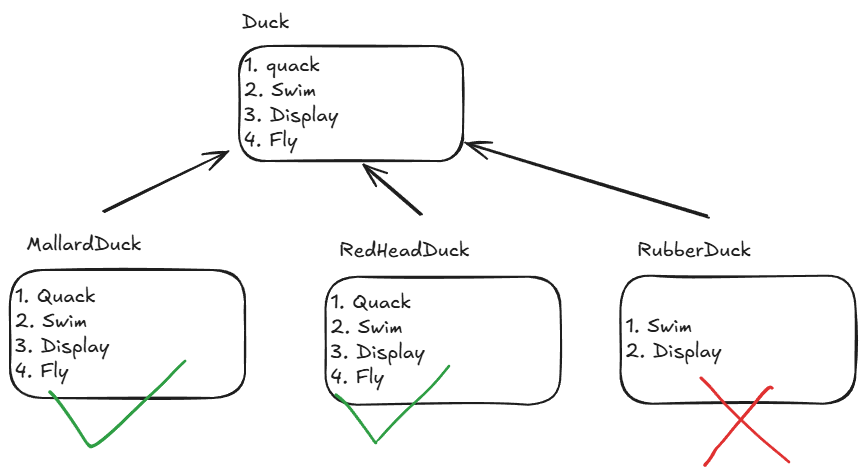 Duck
1. quack
2. Swim
3. Display
4. Fly
MallardDuck
1. Quack
2. Swim
3. Display
4. Fly
RedHeadDuck
1. Quack
2. Swim
3. Display
4. Fly
RubberDuck
1. Swim
2. Display